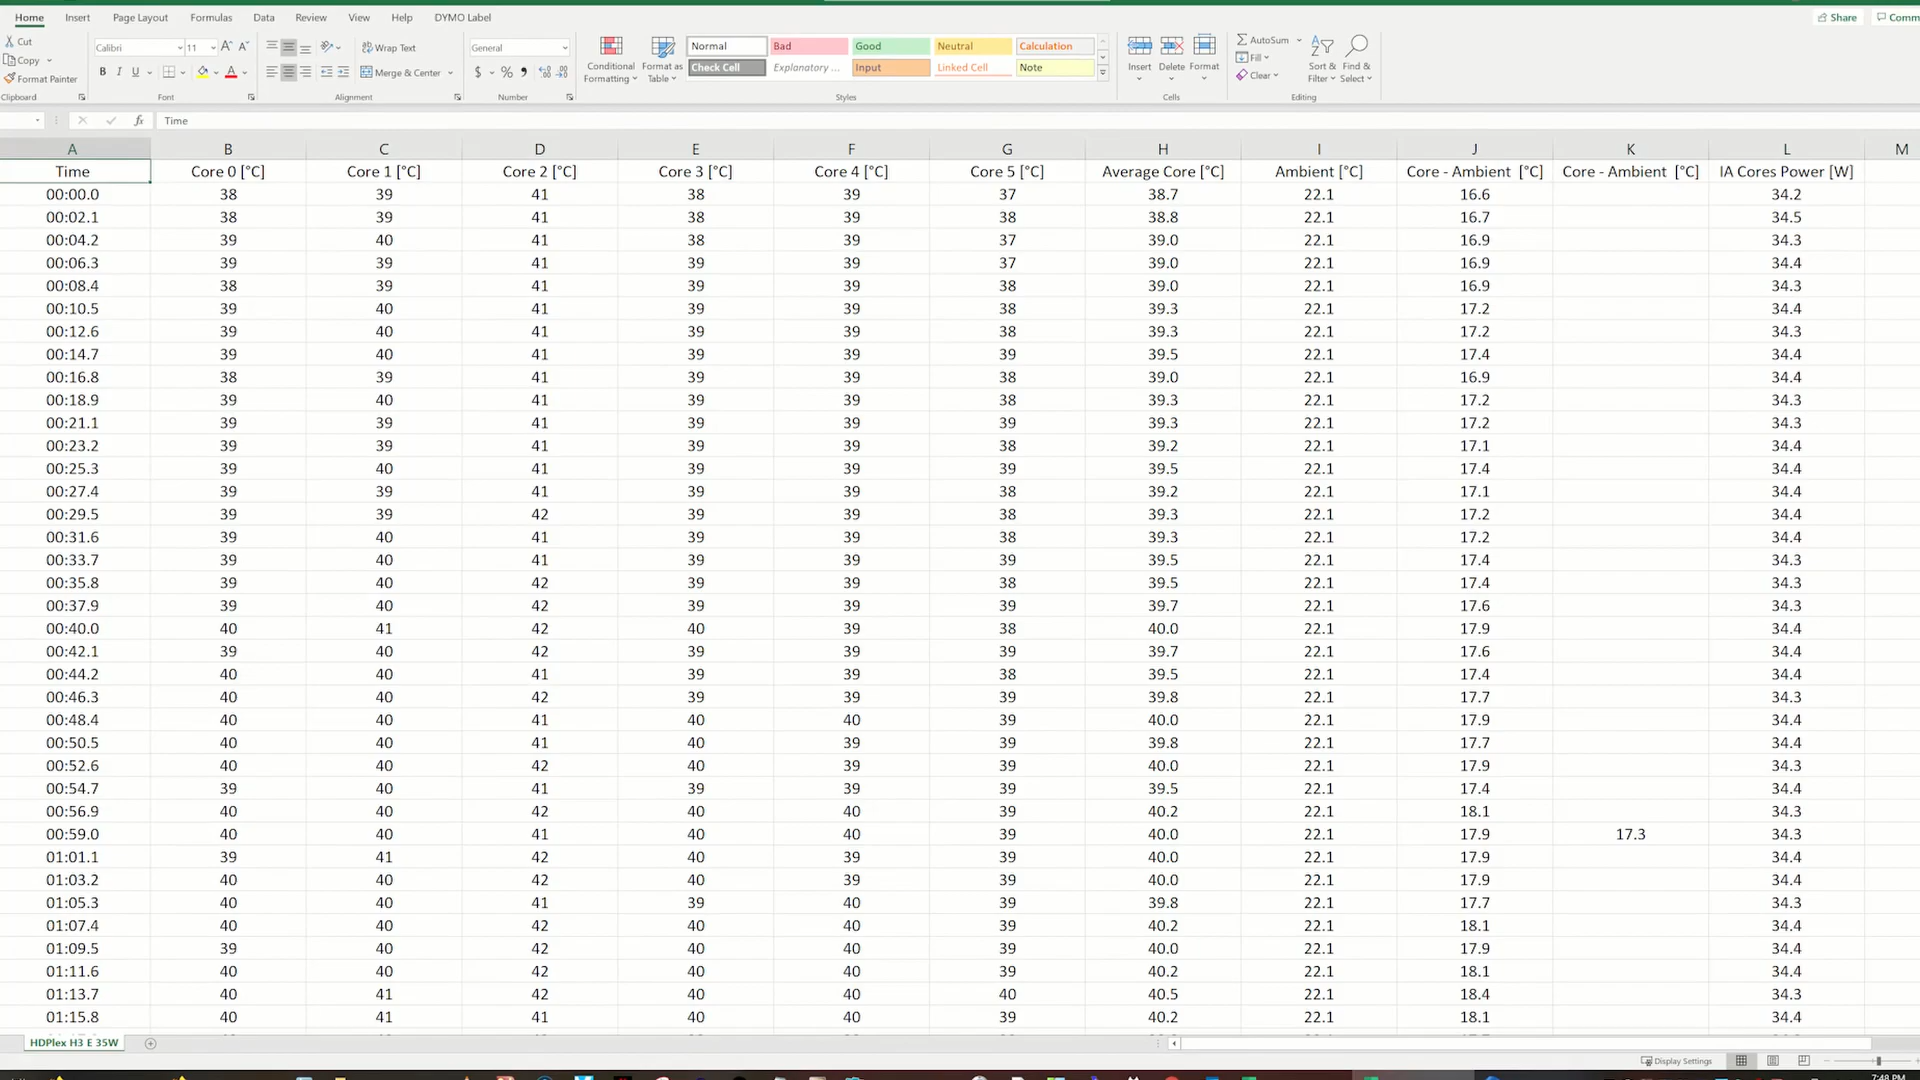 Home Insert Page Layout Formulas Data Review View Help DYMO Label Share Comm
Cut Calibri 11 Wrap Text General Normal Bad Good Neutral Calculation AutoSum
Copy Conditional Format as Check Cell Explanatory ... Input Linked Cell Note Insert Delete Format Fill Sort & Find &
Format Painter B I U Merge & Center $ % Formatting Table Clear Filter Select
Clipboard Font Alignment Number Styles Cells Editing
fx Time
A B C D E F G H I J K L M
Time Core 0 [°C] Core 1 [°C] Core 2 [°C] Core 3 [°C] Core 4 [°C] Core 5 [°C] Average Core [°C] Ambient [°C] Core - Ambient [°C] Core - Ambient [°C] IA Cores Power [W]
00:00.0 38 39 41 38 39 37 38.7 22.1 16.6 34.2
00:02.1 38 39 41 38 39 38 38.8 22.1 16.7 34.5
00:04.2 39 40 41 38 39 37 39.0 22.1 16.9 34.3
00:06.3 39 39 41 39 39 37 39.0 22.1 16.9 34.4
00:08.4 38 39 41 39 39 38 39.0 22.1 16.9 34.3
00:10.5 39 40 41 39 39 38 39.3 22.1 17.2 34.4
00:12.6 39 40 41 39 39 38 39.3 22.1 17.2 34.3
00:14.7 39 40 41 39 39 39 39.5 22.1 17.4 34.4
00:16.8 38 39 41 39 39 38 39.0 22.1 16.9 34.4
00:18.9 39 40 41 39 39 38 39.3 22.1 17.2 34.3
00:21.1 39 39 41 39 39 39 39.3 22.1 17.2 34.3
00:23.2 39 39 41 39 39 38 39.2 22.1 17.1 34.4
00:25.3 39 40 41 39 39 39 39.5 22.1 17.4 34.4
00:27.4 39 39 41 39 39 38 39.2 22.1 17.1 34.4
00:29.5 39 39 42 39 39 38 39.3 22.1 17.2 34.4
00:31.6 39 40 41 39 39 38 39.3 22.1 17.2 34.4
00:33.7 39 40 41 39 39 39 39.5 22.1 17.4 34.3
00:35.8 39 40 42 39 39 38 39.5 22.1 17.4 34.3
00:37.9 39 40 42 39 39 39 39.7 22.1 17.6 34.3
00:40.0 40 41 42 40 39 38 40.0 22.1 17.9 34.4
00:42.1 39 40 42 39 39 39 39.7 22.1 17.6 34.4
00:44.2 40 40 41 39 39 38 39.5 22.1 17.4 34.4
00:46.3 40 40 42 39 39 39 39.8 22.1 17.7 34.3
00:48.4 40 40 41 40 40 39 40.0 22.1 17.9 34.4
00:50.5 40 40 41 40 39 39 39.8 22.1 17.7 34.4
00:52.6 40 40 42 40 39 39 40.0 22.1 17.9 34.3
00:54.7 39 40 41 39 39 39 39.5 22.1 17.4 34.4
00:56.9 40 40 42 40 40 39 40.2 22.1 18.1 34.3
00:59.0 40 40 41 40 40 39 40.0 22.1 17.9 17.3 34.3
01:01.1 39 41 42 40 39 39 40.0 22.1 17.9 34.4
01:03.2 40 40 42 40 39 39 40.0 22.1 17.9 34.4
01:05.3 40 40 41 39 40 39 39.8 22.1 17.7 34.3
01:07.4 40 40 42 40 40 39 40.2 22.1 18.1 34.4
01:09.5 39 40 42 40 40 39 40.0 22.1 17.9 34.4
01:11.6 40 40 42 40 40 39 40.2 22.1 18.1 34.4
01:13.7 40 41 42 40 40 40 40.5 22.1 18.4 34.3
01:15.8 40 41 41 40 40 39 40.2 22.1 18.1 34.4
HDPlex H3 E 35W
Display Settings
7:48 PM